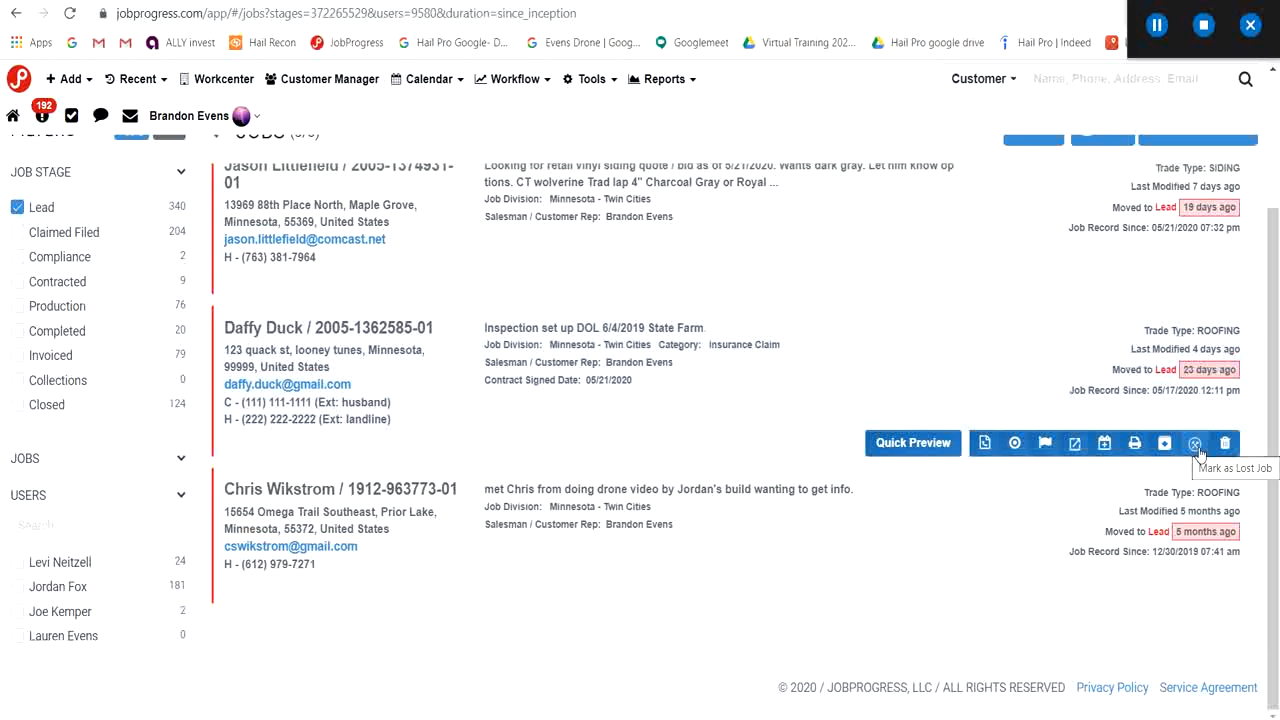 jobprogress.com/app/#/jobs?stages=372265529&users=9580&duration=since_inception
Apps
ALLY invest
Hail Recon
JobProgress
Hail Pro Google- D...
Evens Drone | Goog...
Googlemeet
Virtual Training 202...
Hail Pro google drive
Hail Pro | Indeed
Add
Recent
Workcenter
Customer Manager
Calendar
Workflow
Tools
Reports
Customer
Name, Phone, Address, Email
192
Brandon Evens
JOB STAGE
Lead 340
Claimed Filed 204
Compliance 2
Contracted 9
Production 76
Completed 20
Invoiced 79
Collections 0
Closed 124
JOBS
USERS
Search
Levi Neitzell 24
Jordan Fox 181
Joe Kemper 2
Lauren Evens 0
Jason Littlefield / 2005-1374931-
01
13969 88th Place North, Maple Grove,
Minnesota, 55369, United States
jason.littlefield@comcast.net
H - (763) 381-7964
Looking for retail vinyl siding quote / bid as of 5/21/2020. Wants dark gray. Let him know op
tions. CT wolverine Trad lap 4" Charcoal Gray or Royal ...
Job Division: Minnesota - Twin Cities
Salesman / Customer Rep: Brandon Evens
Trade Type: SIDING
Last Modified 7 days ago
Moved to Lead 19 days ago
Job Record Since: 05/21/2020 07:32 pm
Daffy Duck / 2005-1362585-01
123 quack st, looney tunes, Minnesota,
99999, United States
daffy.duck@gmail.com
C - (111) 111-1111 (Ext: husband)
H - (222) 222-2222 (Ext: landline)
Inspection set up DOL 6/4/2019 State Farm.
Job Division: Minnesota - Twin Cities Category: Insurance Claim
Salesman / Customer Rep: Brandon Evens
Contract Signed Date: 05/21/2020
Trade Type: ROOFING
Last Modified 4 days ago
Moved to Lead 23 days ago
Job Record Since: 05/17/2020 12:11 pm
Quick Preview
Mark as Lost Job
Chris Wikstrom / 1912-963773-01
15654 Omega Trail Southeast, Prior Lake,
Minnesota, 55372, United States
cswikstrom@gmail.com
H - (612) 979-7271
met Chris from doing drone video by Jordan's build wanting to get info.
Job Division: Minnesota - Twin Cities
Salesman / Customer Rep: Brandon Evens
Trade Type: ROOFING
Last Modified 5 months ago
Moved to Lead 5 months ago
Job Record Since: 12/30/2019 07:41 am
© 2020 / JOBPROGRESS, LLC / ALL RIGHTS RESERVED Privacy Policy Service Agreement